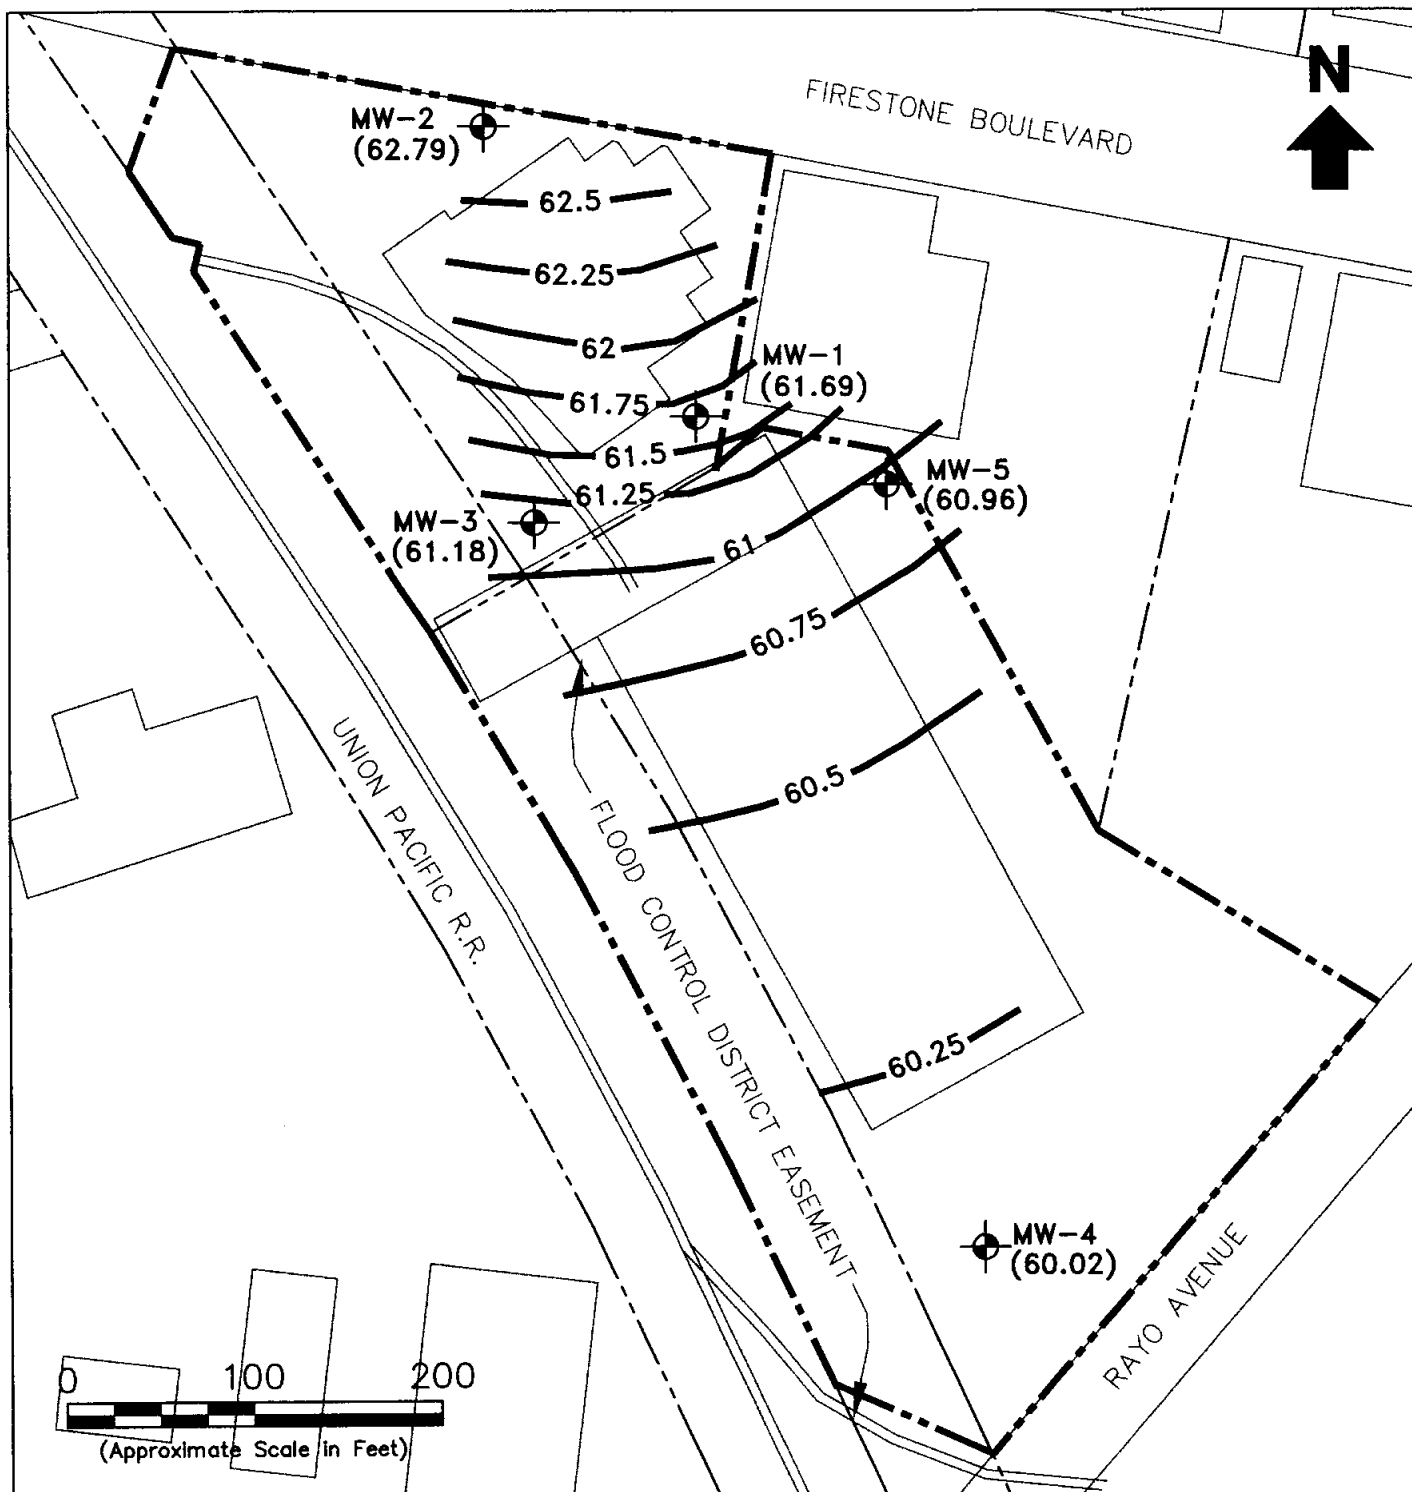 FIRESTONE BOULEVARD
N
MW-2
(62.79)
62.5
62.25
62
MW-1
(61.69)
61.75
61.5
61.25
MW-5
(60.96)
MW-3
(61.18)
61
60.75
60.5
UNION PACIFIC R.R.
FLOOD CONTROL DISTRICT EASEMENT
60.25
MW-4
(60.02)
RAYO AVENUE
0 100 200
(Approximate Scale in Feet)